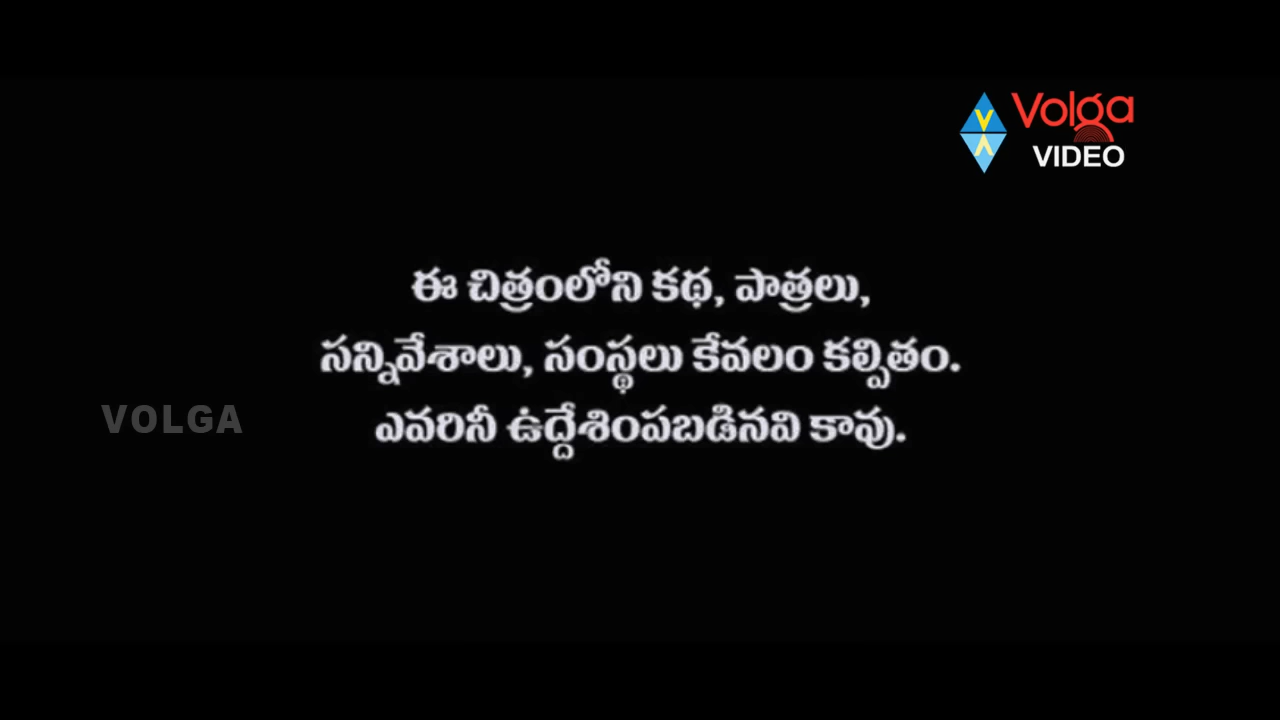 Volga
VIDEO
ఈ చిత్రంలోని కథ, పాత్రలు,
సన్నివేశాలు, సంస్థలు కేవలం కల్పితం.
ఎవరినీ ఉద్దేశింపబడినవి కావు.
VOLGA